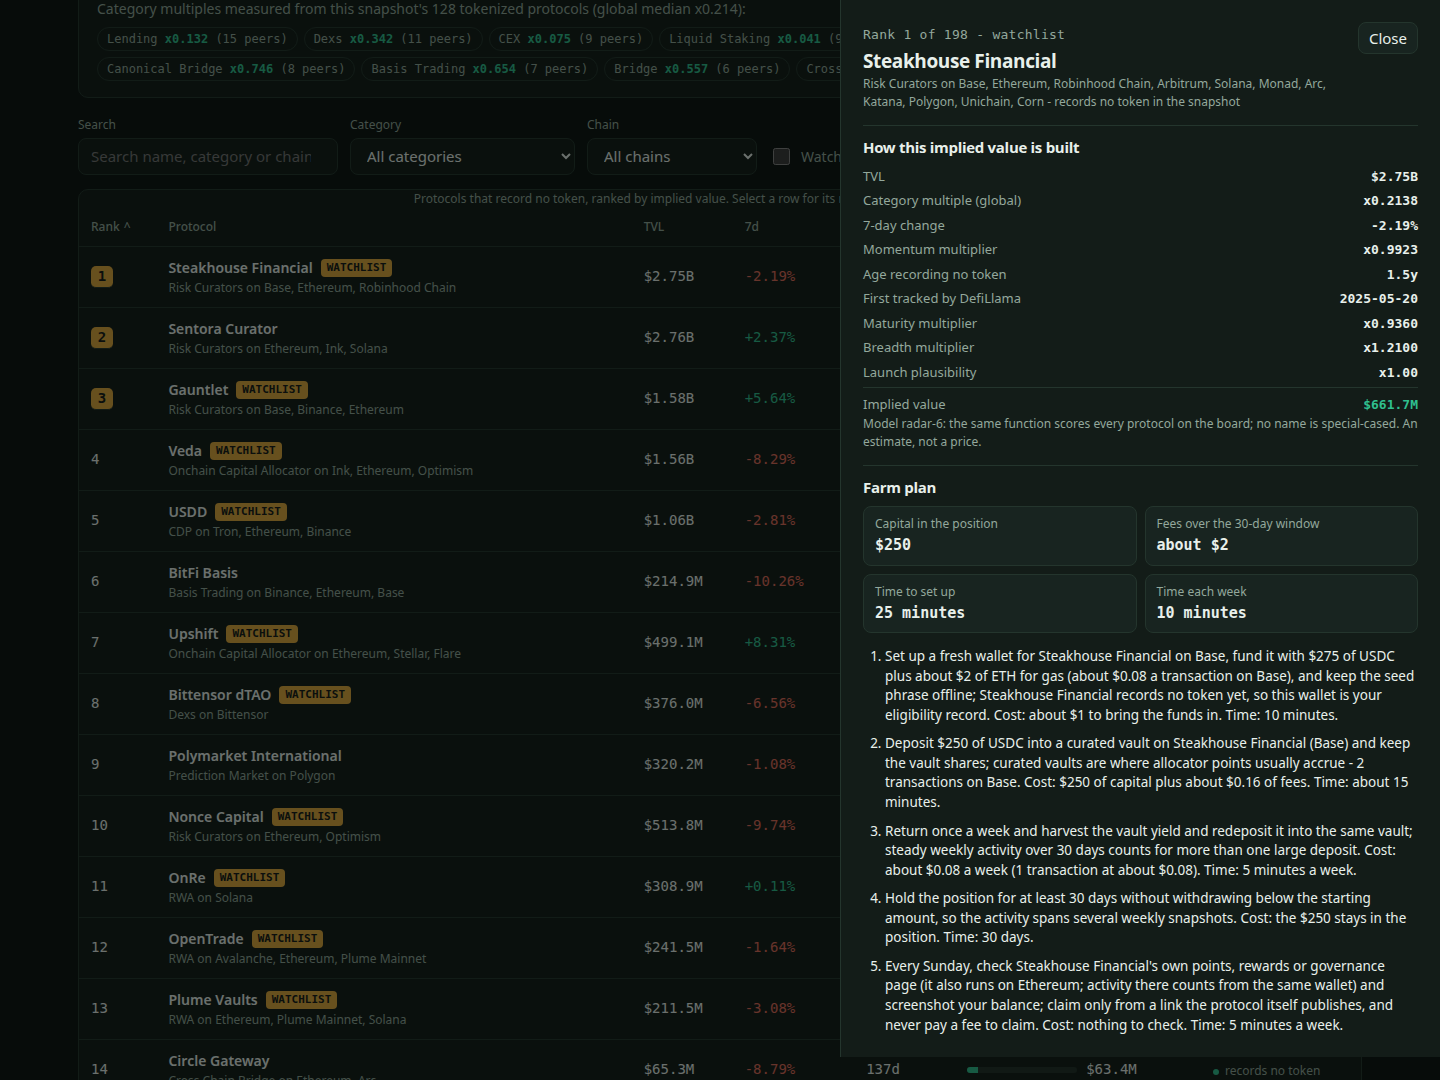 Category multiples measured from this snapshot's 128 tokenized protocols (global median x0.214):
Lending x0.132 (15 peers) Dexs x0.342 (11 peers) CEX x0.075 (9 peers) Liquid Staking x0.041 (9
Canonical Bridge x0.746 (8 peers) Basis Trading x0.654 (7 peers) Bridge x0.557 (6 peers) Cross
Search Category Chain
Search name, category or chain All categories All chains Watch
Protocols that record no token, ranked by implied value. Select a row for its
Rank ^ Protocol TVL 7d
1 Steakhouse Financial WATCHLIST $2.75B -2.19%
Risk Curators on Base, Ethereum, Robinhood Chain
2 Sentora Curator $2.76B +2.37%
Risk Curators on Ethereum, Ink, Solana
3 Gauntlet WATCHLIST $1.58B +5.64%
Risk Curators on Base, Binance, Ethereum
4 Veda WATCHLIST $1.56B -8.29%
Onchain Capital Allocator on Ink, Ethereum, Optimism
5 USDD WATCHLIST $1.06B -2.81%
CDP on Tron, Ethereum, Binance
6 BitFi Basis $214.9M -10.26%
Basis Trading on Binance, Ethereum, Base
7 Upshift WATCHLIST $499.1M +8.31%
Onchain Capital Allocator on Ethereum, Stellar, Flare
8 Bittensor dTAO WATCHLIST $376.0M -6.56%
Dexs on Bittensor
9 Polymarket International $320.2M -1.08%
Prediction Market on Polygon
10 Nonce Capital WATCHLIST $513.8M -9.74%
Risk Curators on Ethereum, Optimism
11 OnRe WATCHLIST $308.9M +0.11%
RWA on Solana
12 OpenTrade WATCHLIST $241.5M -1.64%
RWA on Avalanche, Ethereum, Plume Mainnet
13 Plume Vaults WATCHLIST $211.5M -3.08%
RWA on Ethereum, Plume Mainnet, Solana
14 Circle Gateway $65.3M -8.79% 137d $63.4M records no token
Cross Chain Bridge on Ethereum, Arc
Rank 1 of 198 - watchlist
Close
Steakhouse Financial
Risk Curators on Base, Ethereum, Robinhood Chain, Arbitrum, Solana, Monad, Arc,
Katana, Polygon, Unichain, Corn - records no token in the snapshot
How this implied value is built
TVL $2.75B
Category multiple (global) x0.2138
7-day change -2.19%
Momentum multiplier x0.9923
Age recording no token 1.5y
First tracked by DefiLlama 2025-05-20
Maturity multiplier x0.9360
Breadth multiplier x1.2100
Launch plausibility x1.00
Implied value $661.7M
Model radar-6: the same function scores every protocol on the board; no name is special-cased. An
estimate, not a price.
Farm plan
Capital in the position Fees over the 30-day window
$250 about $2
Time to set up Time each week
25 minutes 10 minutes
1. Set up a fresh wallet for Steakhouse Financial on Base, fund it with $275 of USDC
plus about $2 of ETH for gas (about $0.08 a transaction on Base), and keep the seed
phrase offline; Steakhouse Financial records no token yet, so this wallet is your
eligibility record. Cost: about $1 to bring the funds in. Time: 10 minutes.
2. Deposit $250 of USDC into a curated vault on Steakhouse Financial (Base) and keep
the vault shares; curated vaults are where allocator points usually accrue - 2
transactions on Base. Cost: $250 of capital plus about $0.16 of fees. Time: about 15
minutes.
3. Return once a week and harvest the vault yield and redeposit it into the same vault;
steady weekly activity over 30 days counts for more than one large deposit. Cost:
about $0.08 a week (1 transaction at about $0.08). Time: 5 minutes a week.
4. Hold the position for at least 30 days without withdrawing below the starting
amount, so the activity spans several weekly snapshots. Cost: the $250 stays in the
position. Time: 30 days.
5. Every Sunday, check Steakhouse Financial's own points, rewards or governance
page (it also runs on Ethereum; activity there counts from the same wallet) and
screenshot your balance; claim only from a link the protocol itself publishes, and
never pay a fee to claim. Cost: nothing to check. Time: 5 minutes a week.